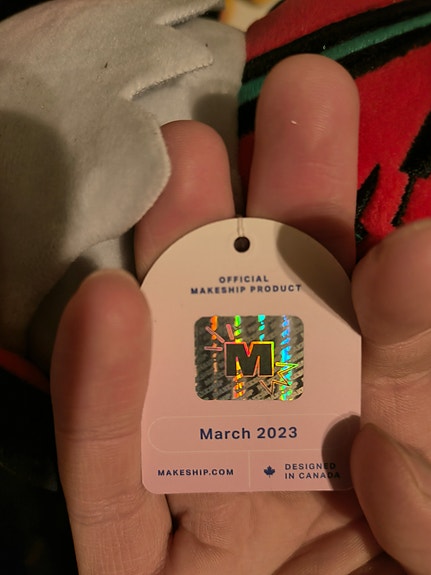 OFFICIAL
MAKESHIP PRODUCT
M
March 2023
MAKESHIP.COM
DESIGNED
IN CANADA